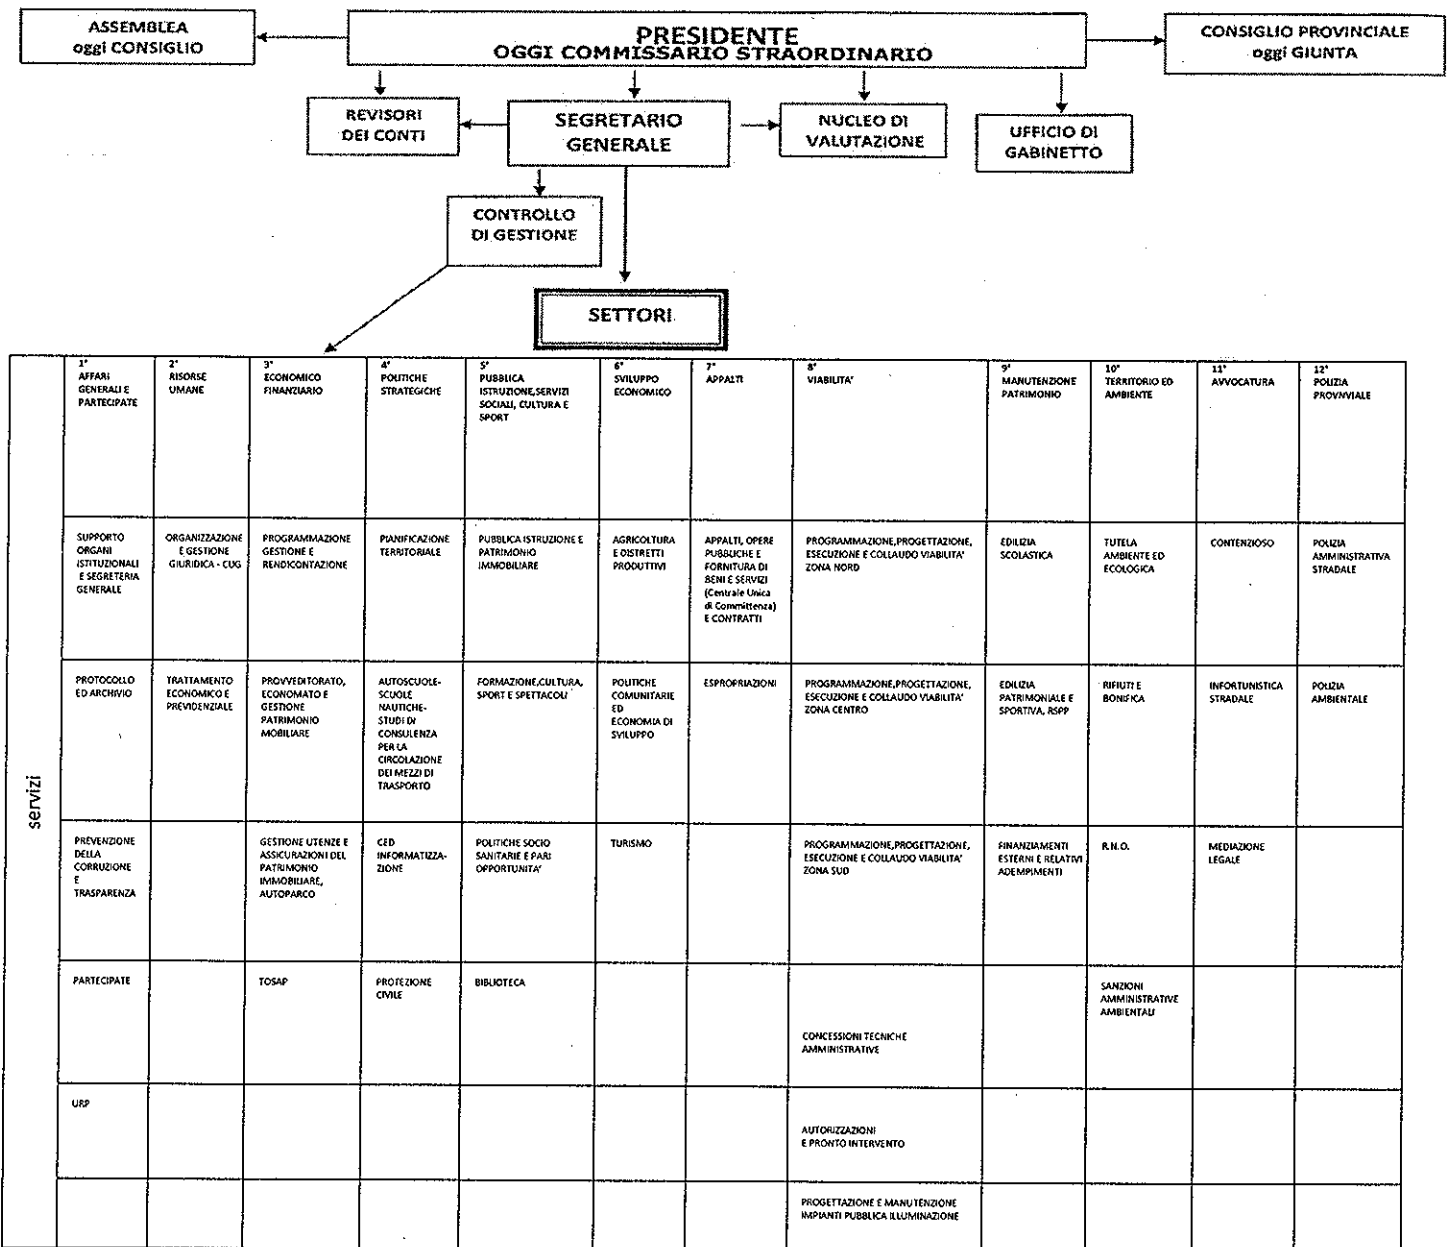 ASSEMBLEA
oggi CONSIGLIO
PRESIDENTE
OGGI COMMISSARIO STRAORDINARIO
CONSIGLIO PROVINCIALE
oggi GIUNTA
REVISORI
DEI CONTI
SEGRETARIO
GENERALE
NUCLEO DI
VALUTAZIONE
UFFICIO DI
GABINETTO
CONTROLLO
DI GESTIONE
SETTORI
servizi
1°
AFFARI
GENERALI E
PARTECIPATE
2°
RISORSE
UMANE
3°
ECONOMICO
FINANZIARIO
4°
POLITICHE
STRATEGICHE
5°
PUBBLICA
ISTRUZIONE,SERVIZI
SOCIALI, CULTURA E
SPORT
6°
SVILUPPO
ECONOMICO
7°
APPALTI
8°
VIABILITA'
9°
MANUTENZIONE
PATRIMONIO
10°
TERRITORIO ED
AMBIENTE
11°
AVVOCATURA
12°
POLIZIA
PROVNVIALE
SUPPORTO
ORGANI
ISTITUZIONALI
E SEGRETERIA
GENERALE
ORGANIZZAZIONE
E GESTIONE
GIURIDICA - CUG
PROGRAMMAZIONE
GESTIONE E
RENDICONTAZIONE
PIANIFICAZIONE
TERRITORIALE
PUBBLICA ISTRUZIONE E
PATRIMONIO
IMMOBILIARE
AGRICOLTURA
E DISTRETTI
PRODUTTIVI
APPALTI, OPERE
PUBBLICHE E
FORNITURA DI
BENI E SERVIZI
(Centrale Unica
di Committenza)
E CONTRATTI
PROGRAMMAZIONE,PROGETTAZIONE,
ESECUZIONE E COLLAUDO VIABILITA'
ZONA NORD
EDILIZIA
SCOLASTICA
TUTELA
AMBIENTE ED
ECOLOGICA
CONTENZIOSO
POLIZIA
AMMINISTRATIVA
STRADALE
PROTOCOLLO
ED ARCHIVIO
TRATTAMENTO
ECONOMICO E
PREVIDENZIALE
PROVVEDITORATO,
ECONOMATO E
GESTIONE
PATRIMONIO
MOBILIARE
AUTOSCUOLE-
SCUOLE
NAUTICHE-
STUDI DI
CONSULENZA
PER LA
CIRCOLAZIONE
DEI MEZZI DI
TRASPORTO
FORMAZIONE,CULTURA,
SPORT E SPETTACOLI
POLITICHE
COMUNITARIE
ED
ECONOMIA DI
SVILUPPO
ESPROPRIAZIONI
PROGRAMMAZIONE,PROGETTAZIONE,
ESECUZIONE E COLLAUDO VIABILITA'
ZONA CENTRO
EDILIZIA
PATRIMONIALE E
SPORTIVA, RSPP
RIFIUTI E
BONIFICA
INFORTUNISTICA
STRADALE
POLIZIA
AMBIENTALE
PREVENZIONE
DELLA
CORRUZIONE
E
TRASPARENZA
GESTIONE UTENZE E
ASSICURAZIONI DEL
PATRIMONIO
IMMOBILIARE,
AUTOPARCO
CED
INFORMATIZZA-
ZIONE
POLITICHE SOCIO
SANITARIE E PARI
OPPORTUNITA'
TURISMO
PROGRAMMAZIONE,PROGETTAZIONE,
ESECUZIONE E COLLAUDO VIABILITA'
ZONA SUD
FINANZIAMENTI
ESTERNI E RELATIVI
ADEMPIMENTI
R.N.O.
MEDIAZIONE
LEGALE
PARTECIPATE
TOSAP
PROTEZIONE
CIVILE
BIBLIOTECA
CONCESSIONI TECNICHE
AMMINISTRATIVE
SANZIONI
AMMINISTRATIVE
AMBIENTALI
URP
AUTORIZZAZIONI
E PRONTO INTERVENTO
PROGETTAZIONE E MANUTENZIONE
IMPIANTI PUBBLICA ILLUMINAZIONE